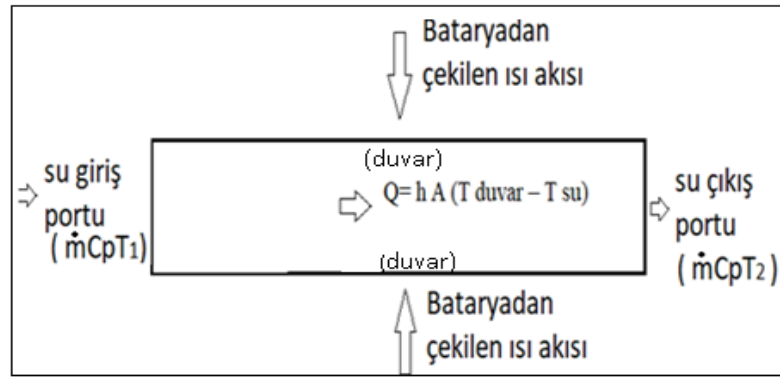 Bataryadan
çekilen ısı akısı
(duvar)
su giriş
portu
( ṁCpT1)
Q= h A (T duvar – T su)
su çıkış
portu
( ṁCpT2 )
(duvar)
Bataryadan
çekilen ısı akısı